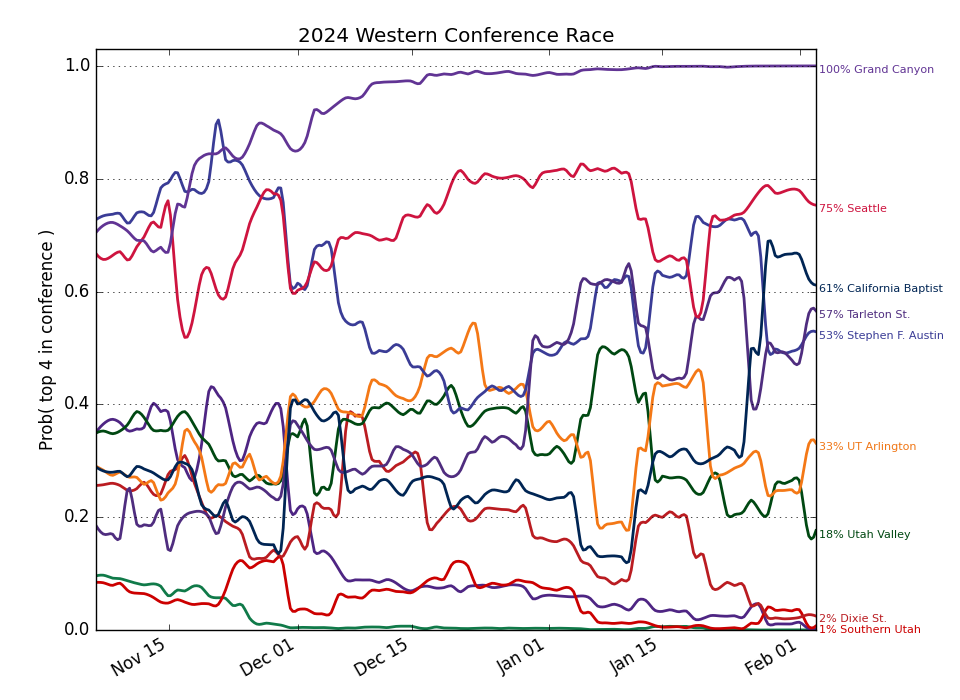 2024 Western Conference Race
Prob( top 4 in conference )
1.0
0.8
0.6
0.4
0.2
0.0
Nov 15
Dec 01
Dec 15
Jan 01
Jan 15
Feb 01
100% Grand Canyon
75% Seattle
61% California Baptist
57% Tarleton St.
53% Stephen F. Austin
33% UT Arlington
18% Utah Valley
2% Dixie St.
1% Southern Utah